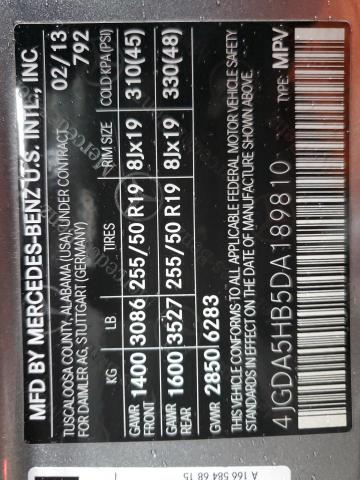 MFD BY MERCEDES-BENZ U.S. INTL., INC.
TUSCALOOSA COUNTY, ALABAMA (USA), UNDER CONTRACT 02/13
FOR DAIMLER AG, STUTTGART (GERMANY) 792
KG LB TIRES RIM SIZE COLD KPA (PSI)
GAWR FRONT 1400 3086 255/50 R19 8Jx19 310(45)
GAWR REAR 1600 3527 255/50 R19 8Jx19 330(48)
GVWR 2850 6283
THIS VEHICLE CONFORMS TO ALL APPLICABLE FEDERAL MOTOR VEHICLE SAFETY
STANDARDS IN EFFECT ON THE DATE OF MANUFACTURE SHOWN ABOVE.
4JGDA5HB5DA189810 TYPE: MPV
A 166 584 68 15